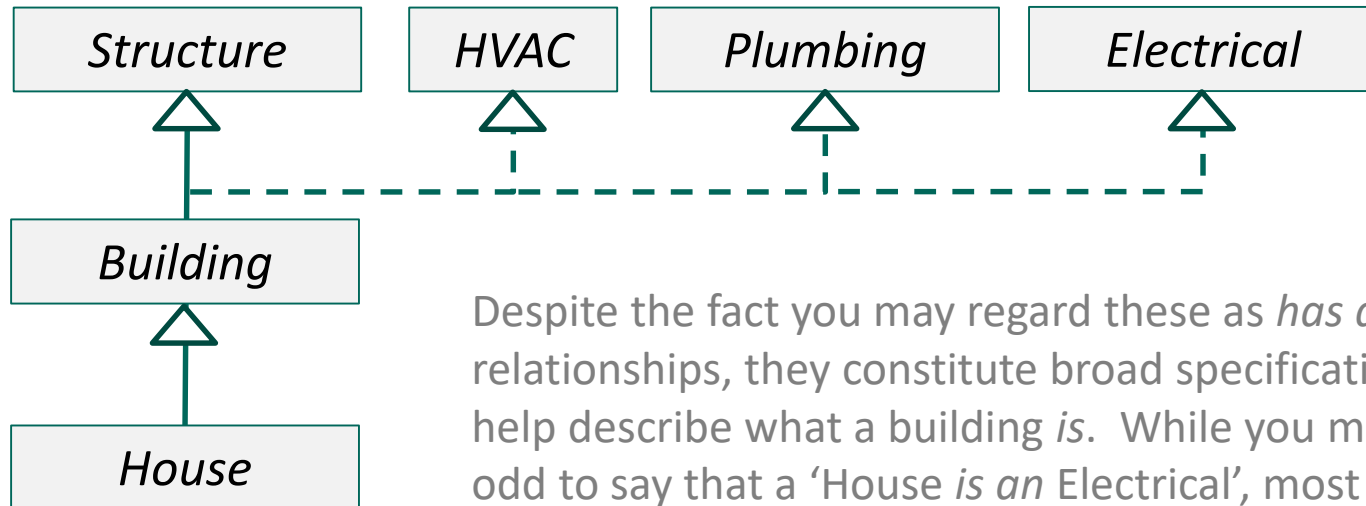 Structure HVAC Plumbing Electrical
Building
Despite the fact you may regard these as has
relationships, they constitute broad
help describe what a building is. While you
House
odd to say that a ‘House is an Electrical’, most